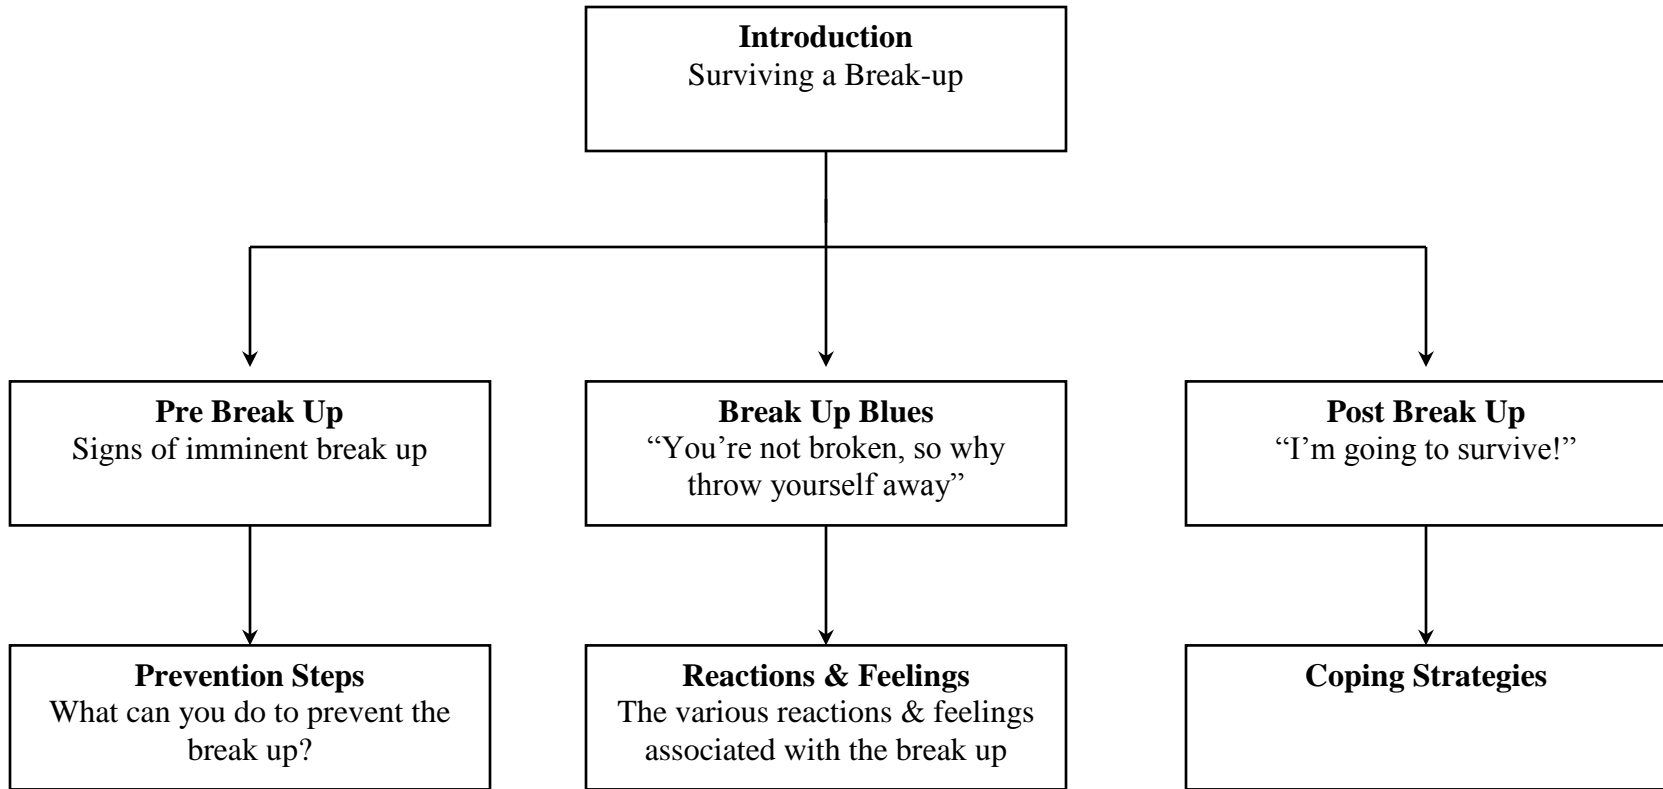 Introduction
Surviving a Break-up
Pre Break Up
Signs of imminent break up
Break Up Blues
“You’re not broken, so why
throw yourself away”
Post Break Up
“I’m going to survive!”
Prevention Steps
What can you do to prevent the
break up?
Reactions & Feelings
The various reactions & feelings
associated with the break up
Coping Strategies